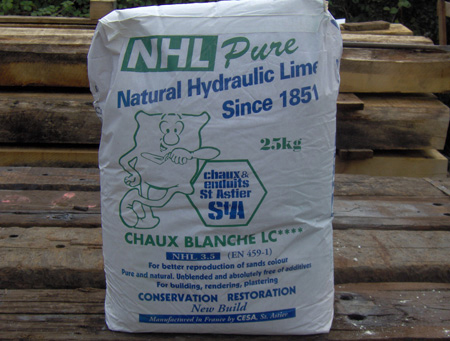 NHL Pure
Natural Hydraulic Lime
Since 1851
25kg
chaux &
enduits
St Astier
StA
CHAUX BLANCHE LC****
NHL 3.5 (EN 459-1)
For better reproduction of sands colour
Pure and natural. Unblended and absolutely free of additives
For building, rendering, plastering
CONSERVATION RESTORATION
New Build
Manufactured In France by CESA, St. Astier